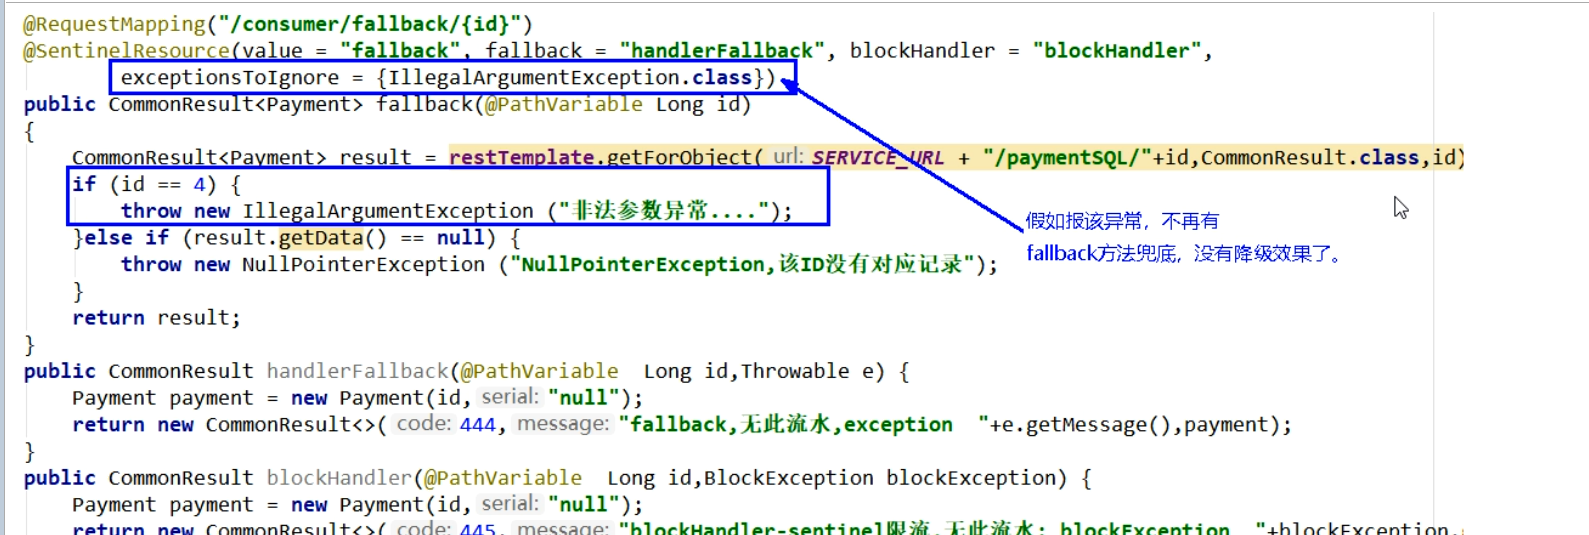 @RequestMapping("/consumer/fallback/{id}")
@SentinelResource(value = "fallback", fallback = "handlerFallback", blockHandler = "blockHandler",
exceptionsToIgnore = {IllegalArgumentException.class})
public CommonResult<Payment> fallback(@PathVariable Long id)
{
CommonResult<Payment> result = restTemplate.getForObject( url: SERVICE_URL + "/paymentSQL/"+id,CommonResult.class,id)
if (id == 4) {
throw new IllegalArgumentException ("非法参数异常....");
}else if (result.getData() == null) {
throw new NullPointerException ("NullPointerException,该ID没有对应记录");
}
return result;
}
假如报该异常，不再有
fallback方法兜底，没有降级效果了。
public CommonResult handlerFallback(@PathVariable  Long id,Throwable e) {
Payment payment = new Payment(id, serial: "null");
return new CommonResult<>( code: 444, message: "fallback,无此流水,exception  "+e.getMessage(),payment);
}
public CommonResult blockHandler(@PathVariable  Long id,BlockException blockException) {
Payment payment = new Payment(id, serial: "null");
return new CommonResult<>( code: 445, message: "blockHandler-sentinel限流,无此流水: blockException  "+blockException.